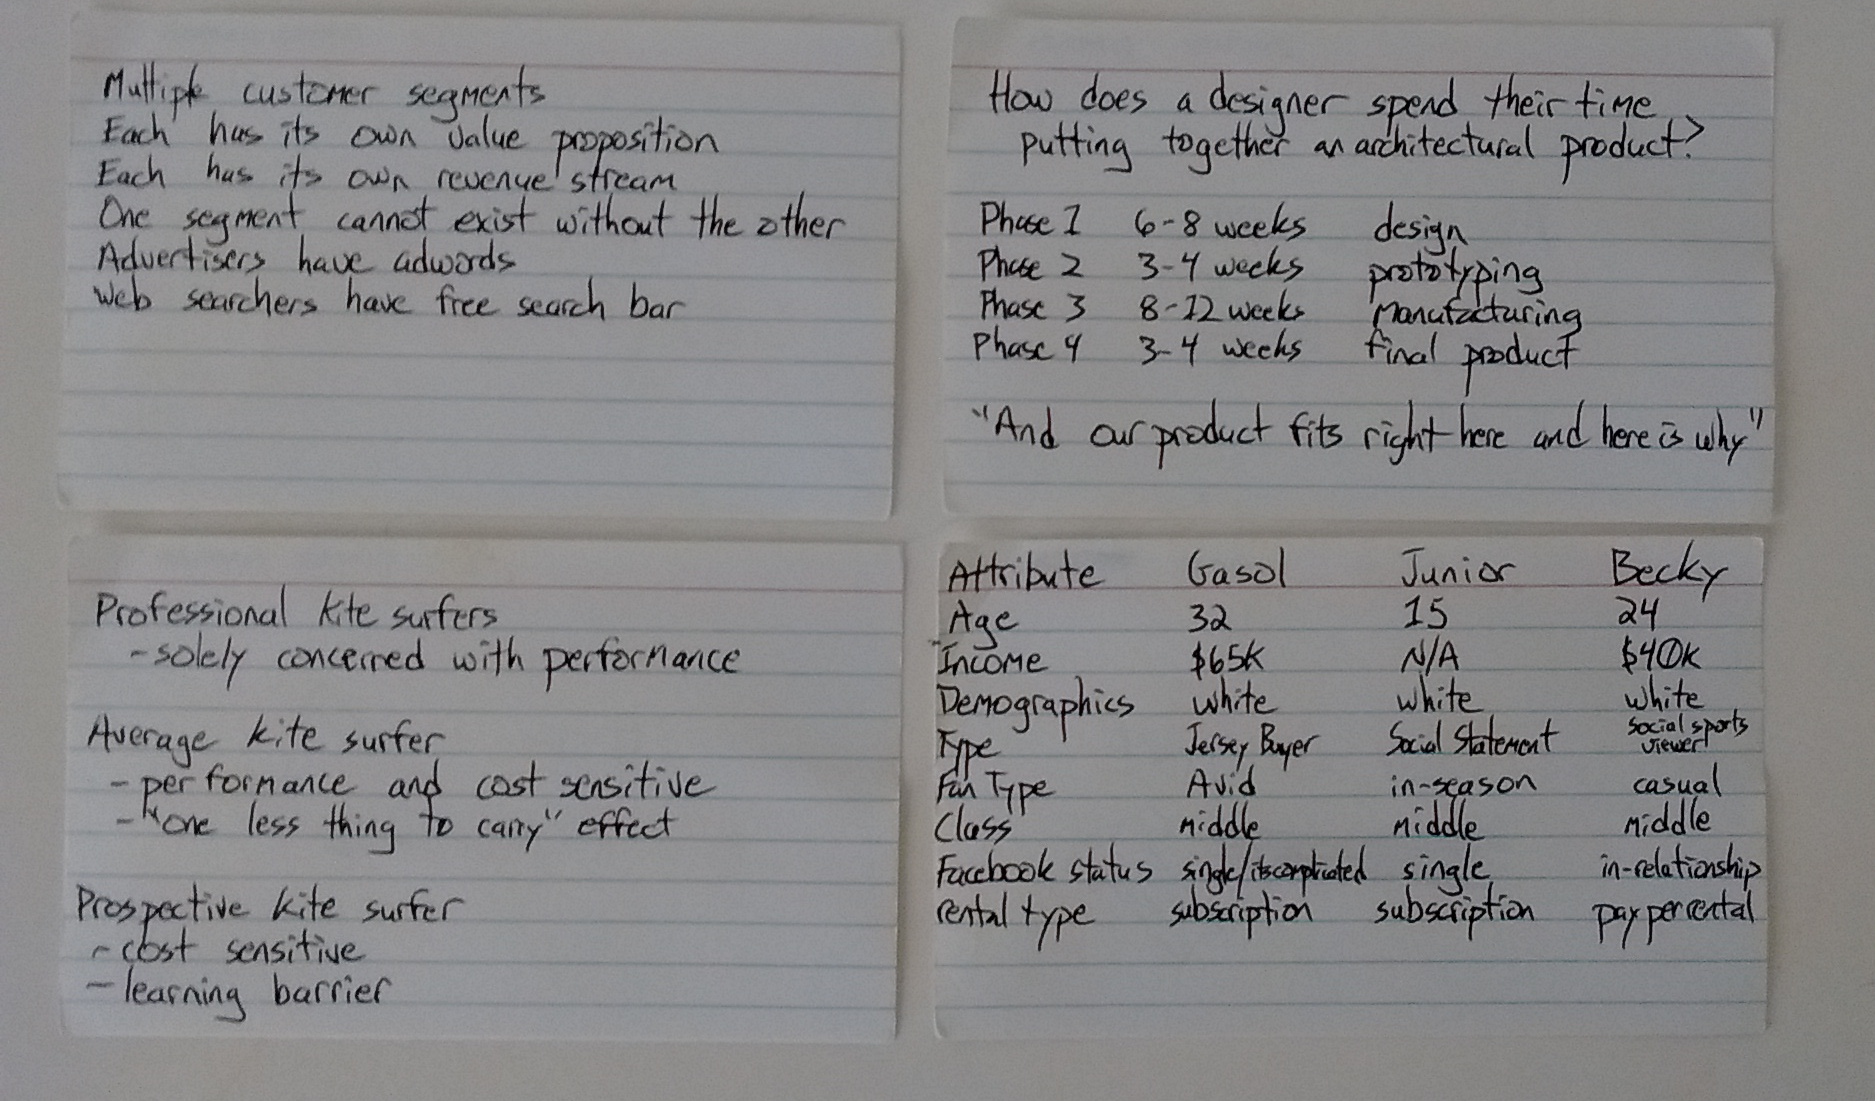 Multiple customer segments
Each has its own value proposition
Each has its own revenue stream
One segment cannot exist without the other
Advertisers have adwords
Web searchers have free search bar
How does a designer spend their time
putting together an architectural product?
Phase 1 6-8 weeks design
Phase 2 3-4 weeks prototyping
Phase 3 8-12 weeks manufacturing
Phase 4 3-4 weeks final product
"And our product fits right here and here is why"
Professional kite surfers
- solely concerned with performance
Average kite surfer
- performance and cost sensitive
- "one less thing to carry" effect
Prospective kite surfer
- cost sensitive
- learning barrier
Attribute Gasol Junior Becky
Age 32 15 24
Income $65K N/A $40K
Demographics white white white
Type Jersey Buyer Social Statement social sports viewer
Fan Type Avid in-season casual
Class middle middle middle
Facebook status single/itscomplicated single in-relationship
rental type subscription subscription pay per rental